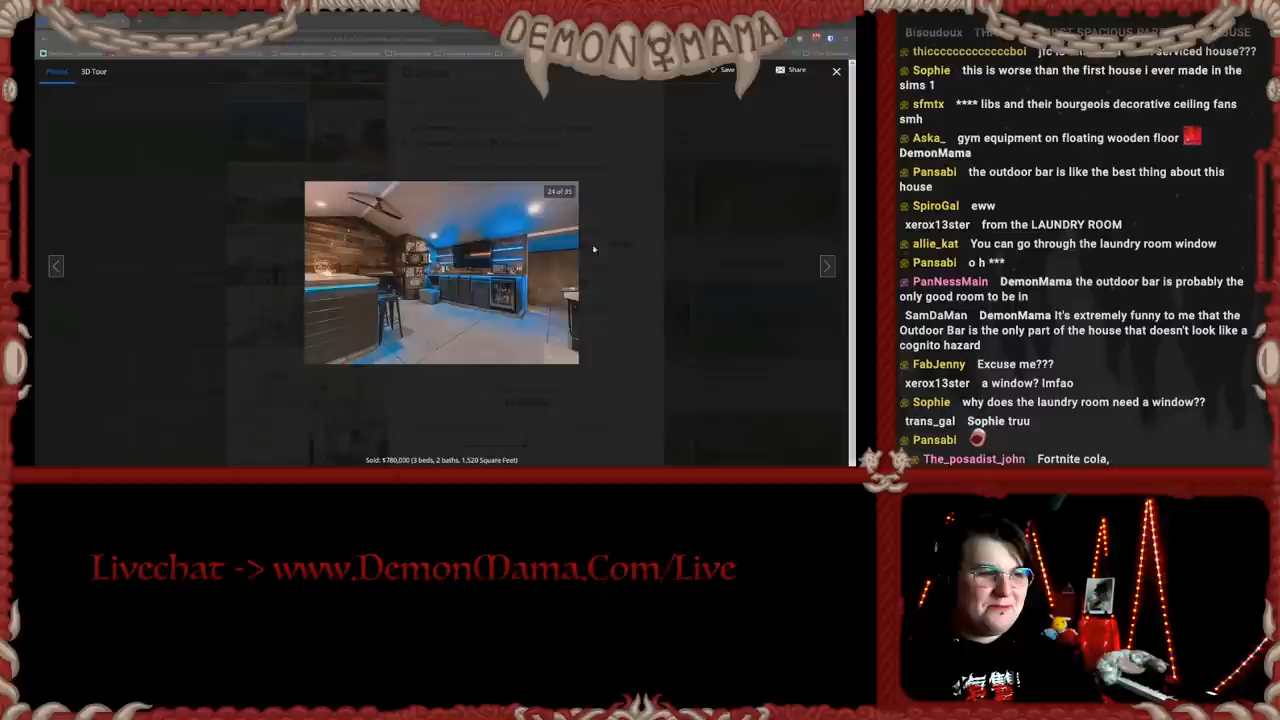 DEMON MAMA
Photos 3D Tour
Save
Share
24 of 35
Sold: $780,000 (3 beds, 2 baths, 1,520 Square Feet)
Livechat -> www.DemonMama.Com/Live
Bisoudoux
thicccccccccccccboi serviced house???
Sophie this is worse than the first house i ever made in the
sims 1
sfmtx **** libs and their bourgeois decorative ceiling fans
smh
Aska_ gym equipment on floating wooden floor
DemonMama
Pansabi the outdoor bar is like the best thing about this
house
SpiroGal eww
xerox13ster from the LAUNDRY ROOM
allie_kat You can go through the laundry room window
Pansabi o h ***
PanNessMain DemonMama the outdoor bar is probably the
only good room to be in
SamDaMan DemonMama It's extremely funny to me that the
Outdoor Bar is the only part of the house that doesn't look like a
cognito hazard
FabJenny Excuse me???
xerox13ster a window? lmfao
Sophie why does the laundry room need a window??
trans_gal Sophie truu
Pansabi
The_posadist_john Fortnite cola,